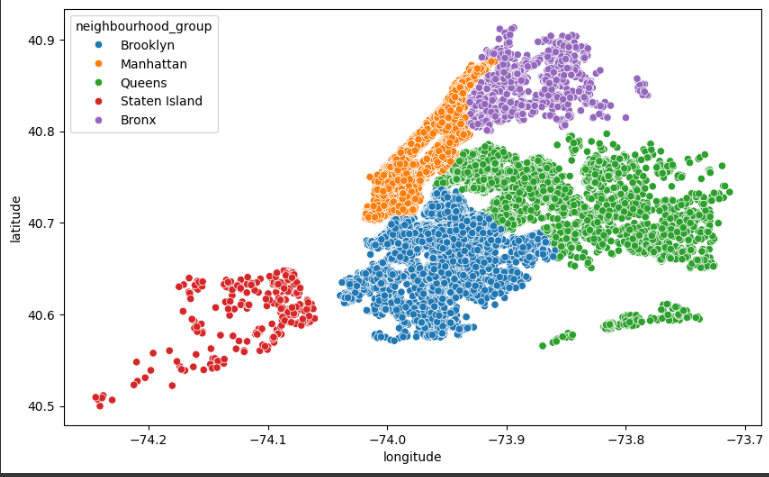 neighbourhood_group
Brooklyn
Manhattan
Queens
Staten Island
Bronx
latitude
40.9
40.8
40.7
40.6
40.5
−74.2
−74.1
−74.0
−73.9
−73.8
−73.7
longitude